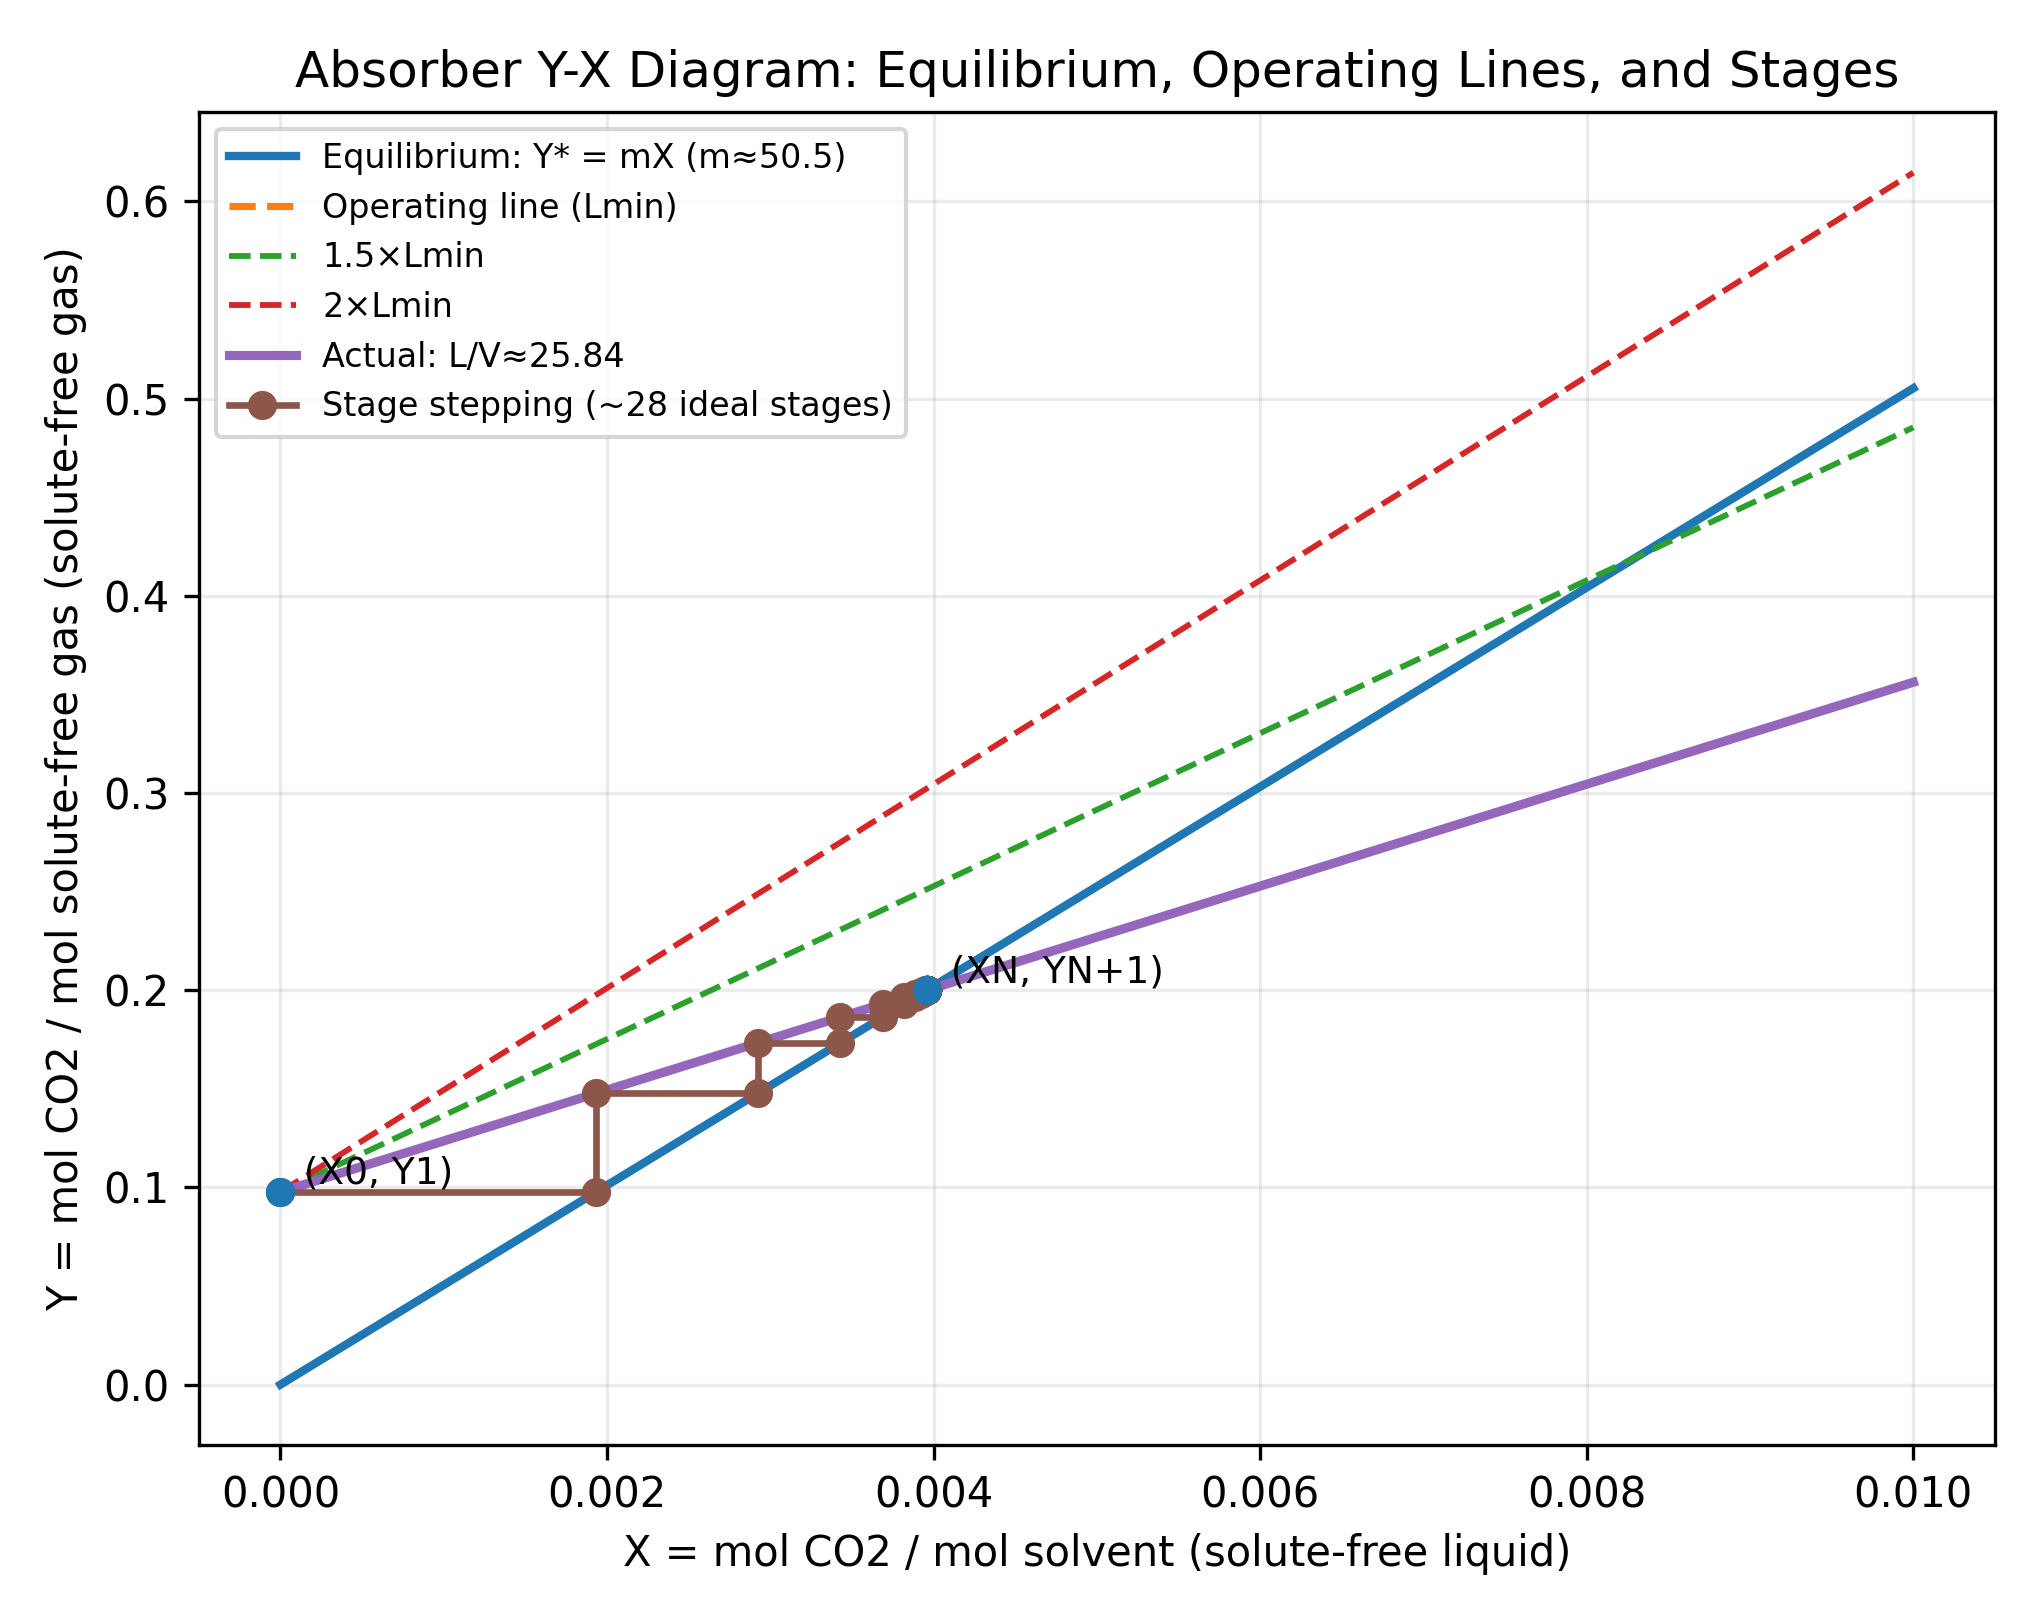 Absorber Y-X Diagram: Equilibrium, Operating Lines, and Stages
Equilibrium: Y* = mX (m≈50.5)
Operating line (Lmin)
1.5×Lmin
2×Lmin
Actual: L/V≈25.84
Stage stepping (~28 ideal stages)
Y = mol CO2 / mol solute-free gas (solute-free gas)
0.6
0.5
0.4
0.3
0.2
0.1
0.0
(XN, YN+1)
(X0, Y1)
0.000 0.002 0.004 0.006 0.008 0.010
X = mol CO2 / mol solvent (solute-free liquid)